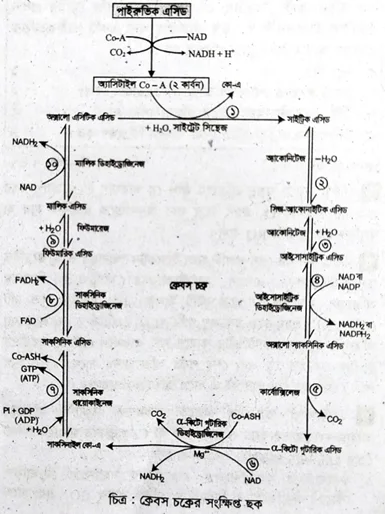 পাইরুভিক এসিড
Co-A NAD
CO₂ NADH + H⁺
অ্যাসিটাইল Co – A (২ কার্বন) কো-এ
১
অক্সালো এসিটিক এসিড সাইট্রিক এসিড
+ H₂O, সাইট্রেট সিন্থেজ
NADH₂ আকোনিটেজ –H₂O
১০ মালিক ডিহাইড্রোজিনেজ ২
NAD
মালিক এসিড সিজ-আকোনাইটিক এসিড
+ H₂O ফিউমারেজ আকোনিটেজ +H₂O
৯ ৩
ফিউমারিক এসিড আইসোসাইট্রিক এসিড
FADH₂ ক্রেবস চক্র ৪ NAD বা
NADP
৮ সাকসিনিক ডিহাইড্রোজিনেজ আইসোসাইট্রিক ডিহাইড্রোজিনেজ
FAD NADH₂ বা
NADPH₂
সাকসিনিক এসিড অক্সালো স্যাকসিনিক এসিড
Co-ASH
GTP
(ATP)
৭ সাকসিনিক থায়োকাইনেজ কার্বোক্সিলেজ ৫
PI + GDP
(ADP)
+ H₂O
CO₂ α-কিটো গ্লুটারিক ডিহাইড্রোজিনেজ Co-ASH CO₂
সাকসিনাইল কো-এ Mg⁺⁺ α-কিটো গ্লুটারিক এসিড
৬
NADH₂ NAD
চিত্র : ক্রেবস চক্রের সংক্ষিপ্ত ছক